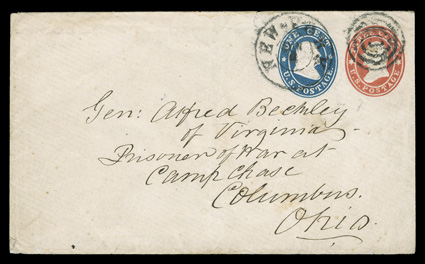 ONE CENT
U.S. POSTAGE
NEW-
U.S. POSTAGE
Gen: Alfred Beckley
of Virginia
Prisoner of War at
Camp Chase
Columbus.
Ohio.